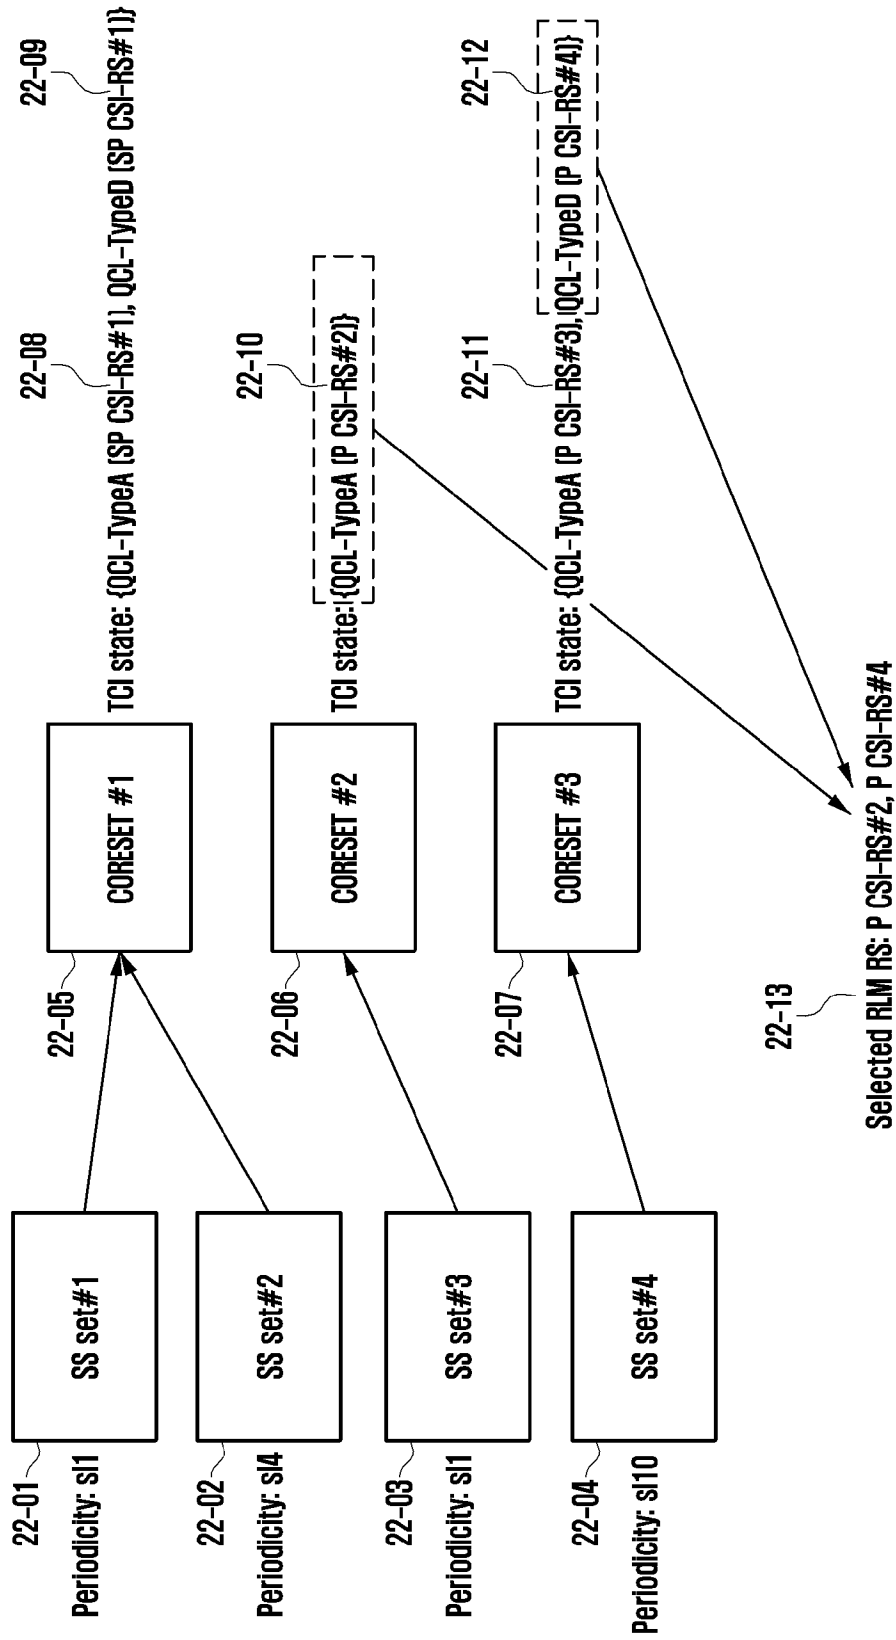 22-01
SS set#1
Periodicity: sl1
22-02
SS set#2
Periodicity: sl4
22-03
SS set#3
Periodicity: sl1
22-04
SS set#4
Periodicity: sl10
22-05
CORESET #1
22-06
CORESET #2
22-07
CORESET #3
22-08
22-09
TCI state: {QCL-TypeA (SP CSI-RS#1), QCL-TypeD (SP CSI-RS#1)}
22-10
TCI state: {QCL-TypeA (P CSI-RS#2)}
22-11
22-12
TCI state: {QCL-TypeA (P CSI-RS#3), QCL-TypeD (P CSI-RS#4)}
22-13
Selected RLM RS: P CSI-RS#2, P CSI-RS#4